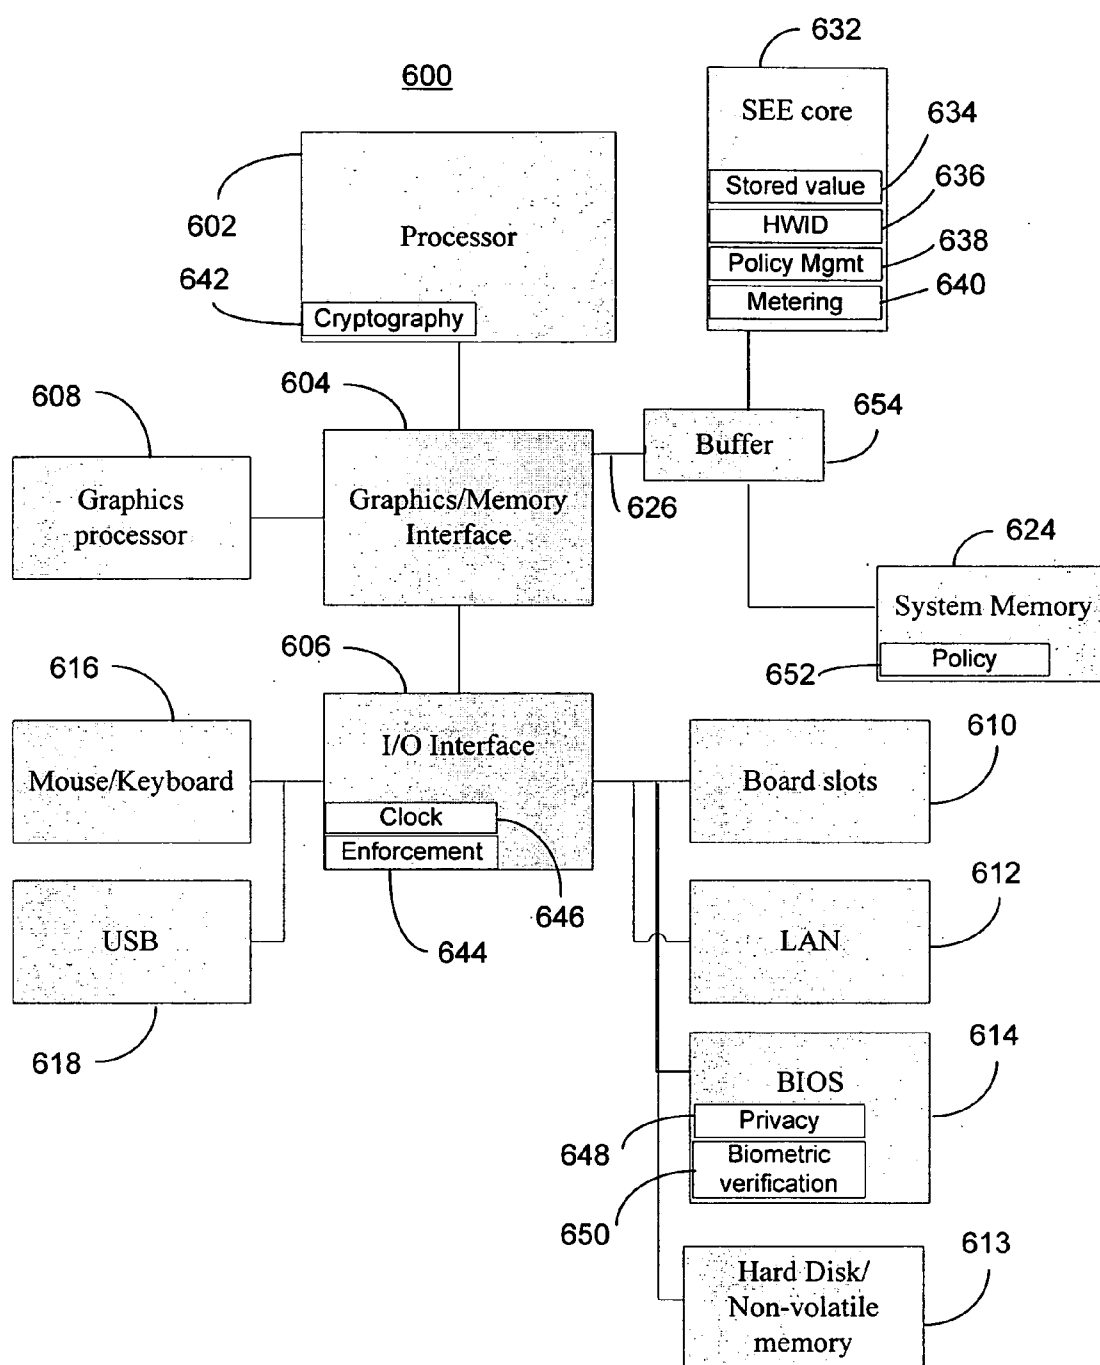 632
600
SEE core
634
Stored value
636
HWID
602
Processor
638
Policy Mgmt
642
640
Metering
Cryptography
604
608
654
Buffer
Graphics
processor
Graphics/Memory
Interface
626
624
System Memory
606
616
652
Policy
610
I/O Interface
Mouse/Keyboard
Board slots
Clock
Enforcement
612
646
USB
644
LAN
614
618
BIOS
Privacy
648
Biometric
verification
650
613
Hard Disk/
Non-volatile
memory